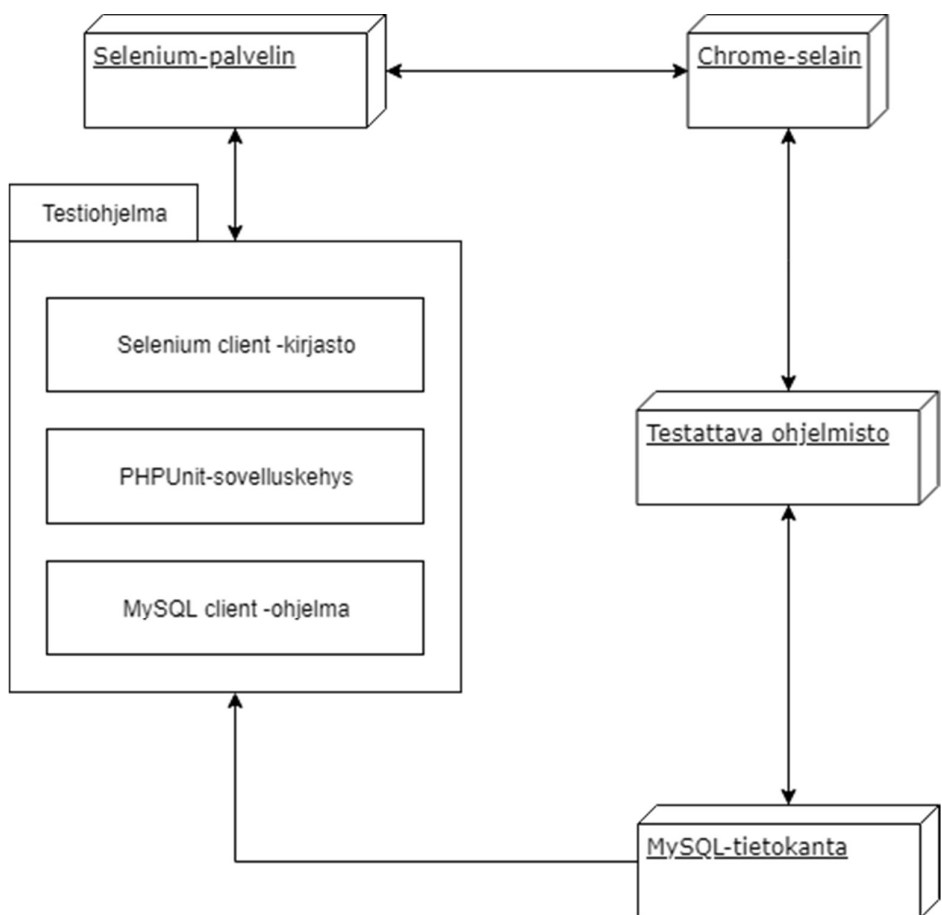 Selenium-palvelin
Chrome-selain
Testiohjelma
Selenium client -kirjasto
PHPUnit-sovelluskehys
MySQL client -ohjelma
Testattava ohjelmisto
MySQL-tietokanta